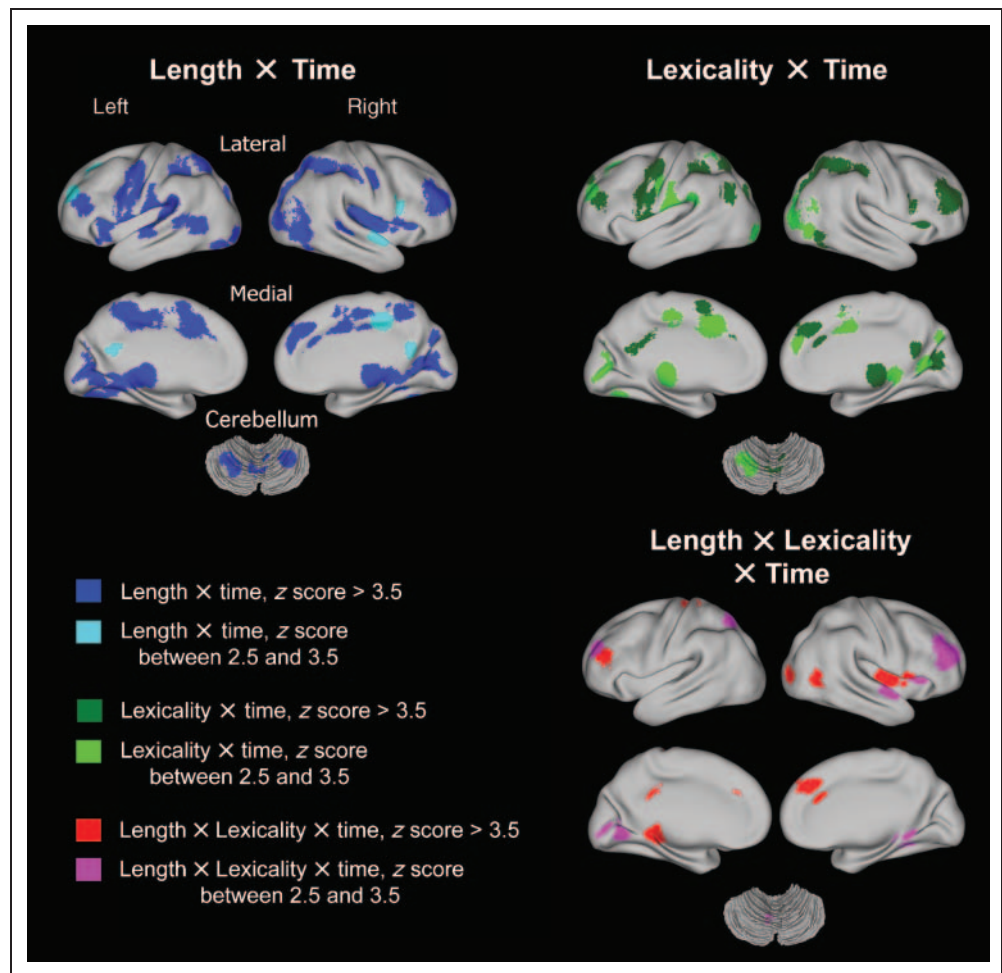 Length × Time
Lexicality × Time
Left
Right
Lateral
Medial
Cerebellum
Length × Lexicality
× Time
Length × time, z score > 3.5
Length × time, z score
between 2.5 and 3.5
Lexicality × time, z score > 3.5
Lexicality × time, z score
between 2.5 and 3.5
Length × Lexicality × time, z score > 3.5
Length × Lexicality × time, z score
between 2.5 and 3.5